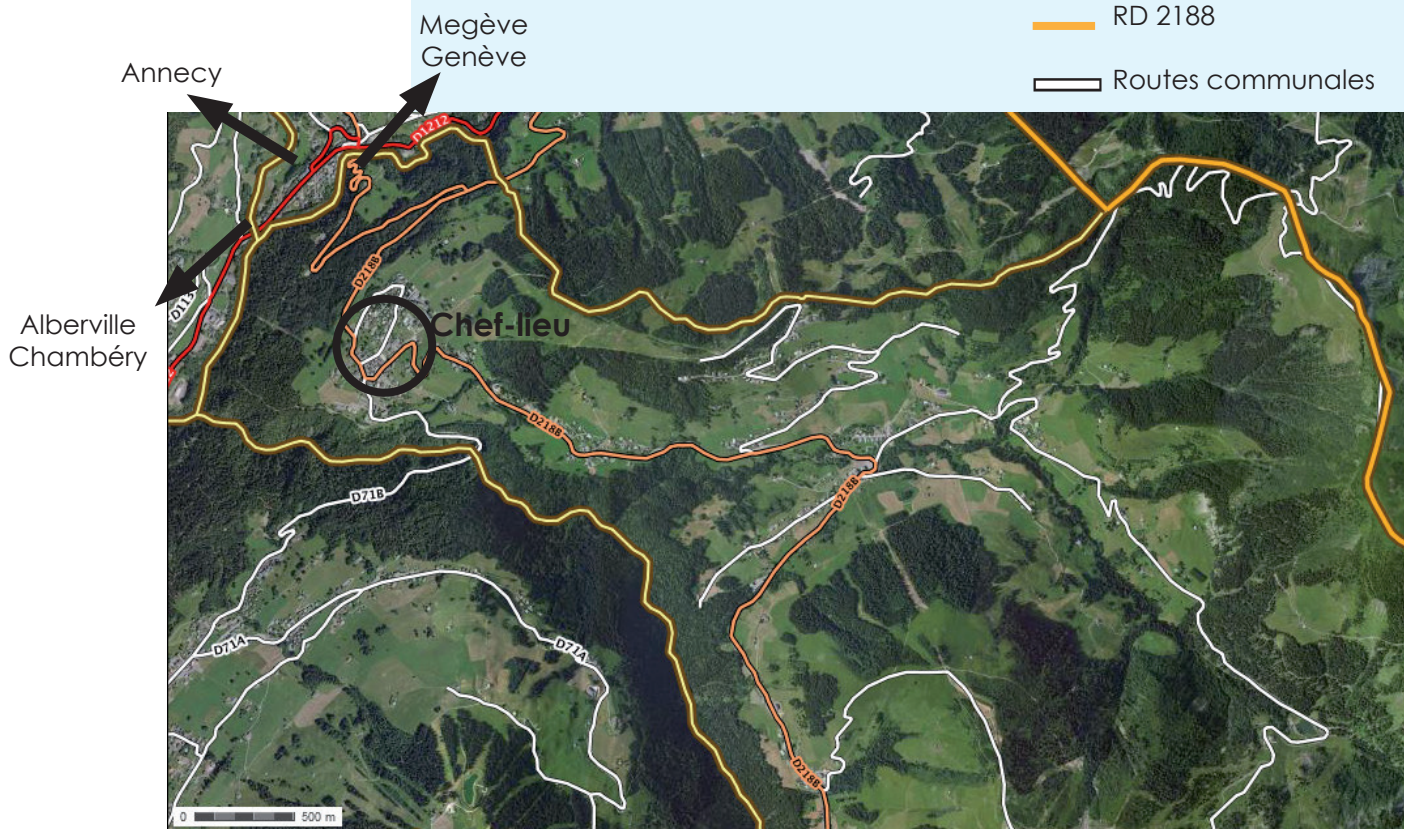 RD 2188
Megève
Genève
Annecy
Routes communales
D1212
D218B
D113
Alberville
Chambéry
Chef-lieu
D218B
D218B
D71B
D71A
D71A
D218B
0 500 m